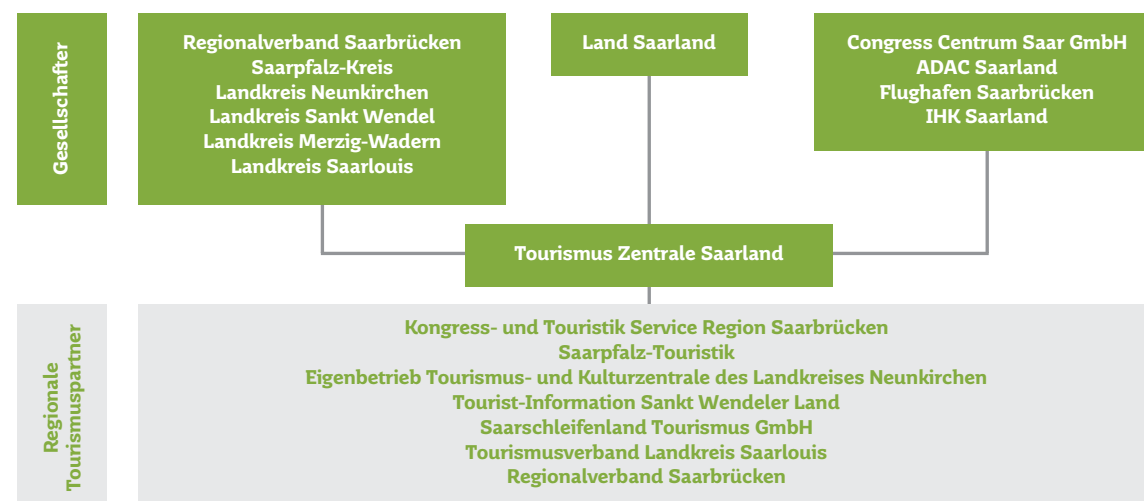 Gesellschafter
Regionalverband Saarbrücken
Saarpfalz-Kreis
Landkreis Neunkirchen
Landkreis Sankt Wendel
Landkreis Merzig-Wadern
Landkreis Saarlouis
Land Saarland
Congress Centrum Saar GmbH
ADAC Saarland
Flughafen Saarbrücken
IHK Saarland
Tourismus Zentrale Saarland
Regionale
Tourismuspartner
Kongress- und Touristik Service Region Saarbrücken
Saarpfalz-Touristik
Eigenbetrieb Tourismus- und Kulturzentrale des Landkreises Neunkirchen
Tourist-Information Sankt Wendeler Land
Saarschleifenland Tourismus GmbH
Tourismusverband Landkreis Saarlouis
Regionalverband Saarbrücken